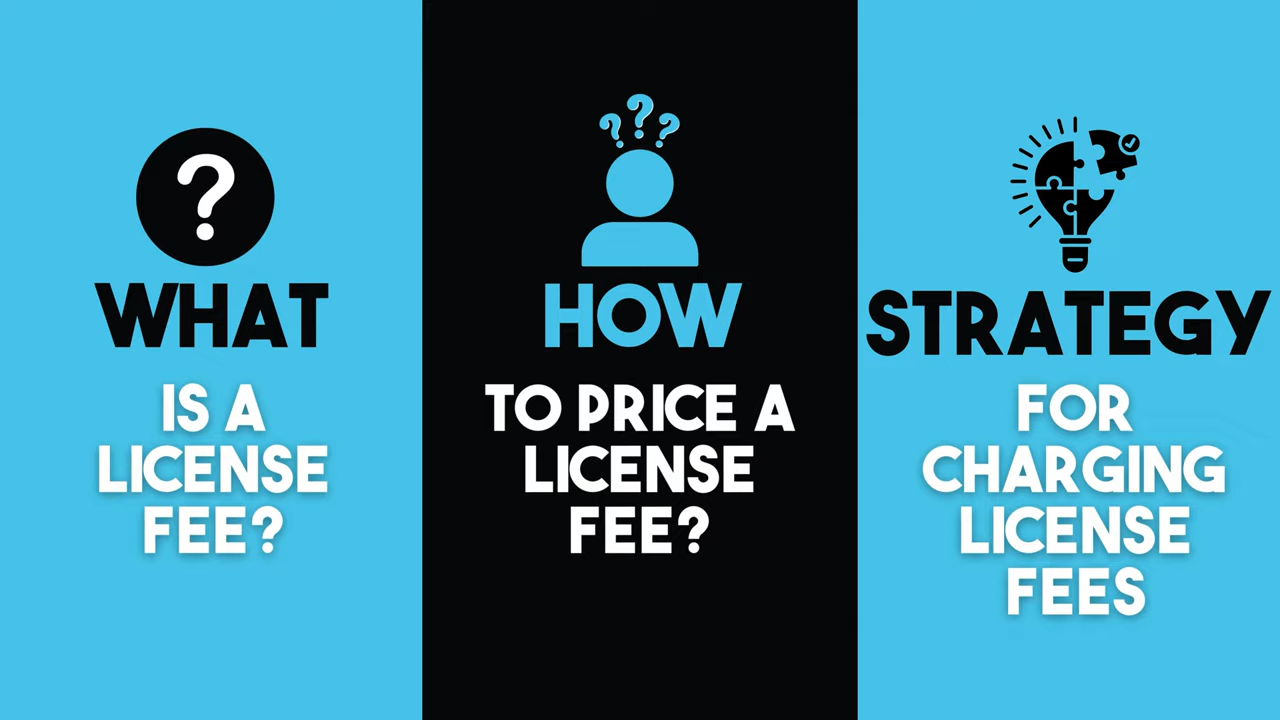 WHAT
IS A
LICENSE
FEE?
HOW
TO PRICE A
LICENSE
FEE?
STRATEGY
FOR
CHARGING
LICENSE
FEES